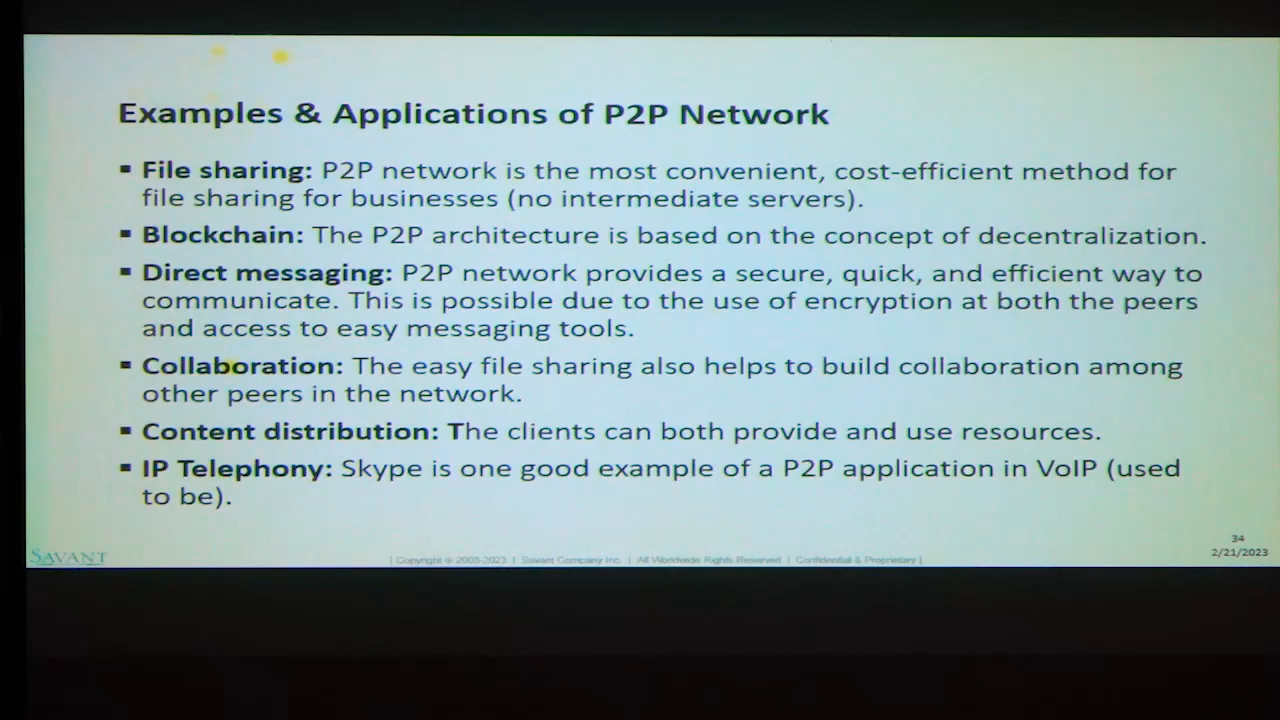 Examples & Applications of P2P Network
▪ File sharing: P2P network is the most convenient, cost-efficient method for
file sharing for businesses (no intermediate servers).
▪ Blockchain: The P2P architecture is based on the concept of decentralization.
▪ Direct messaging: P2P network provides a secure, quick, and efficient way to
communicate. This is possible due to the use of encryption at both the peers
and access to easy messaging tools.
▪ Collaboration: The easy file sharing also helps to build collaboration among
other peers in the network.
▪ Content distribution: The clients can both provide and use resources.
▪ IP Telephony: Skype is one good example of a P2P application in VoIP (used
to be).
SAVANT
| Copyright © 2003-2023 | Savant Company Inc. | All Worldwide Rights Reserved | Confidential & Proprietary |
34
2/21/2023